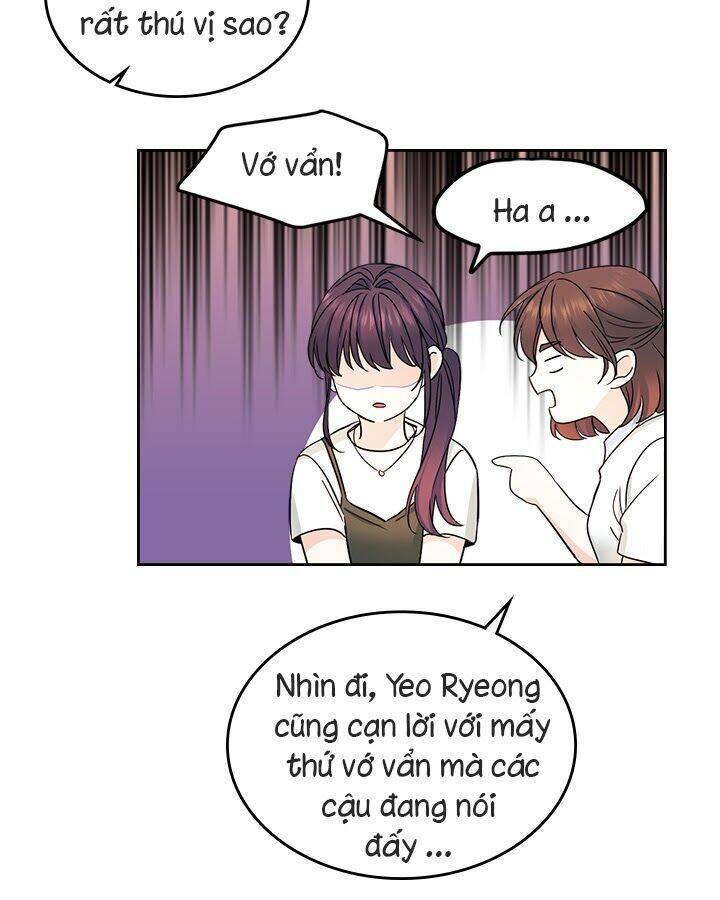 rất thú vị sao?
Vớ vẩn!
Ha a ...
Nhìn đi, Yeo Ryeong
cũng cạn lời với mấy
thứ vớ vẩn mà các
cậu đang nói
đấy ...